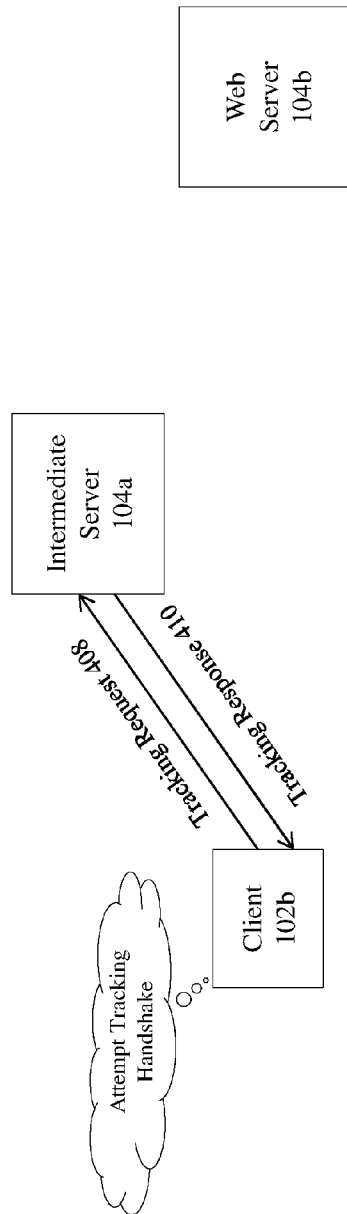 Attempt Tracking
Handshake
Client
102b
Tracking Request 408
Tracking Response 410
Intermediate
Server
104a
Web
Server
104b